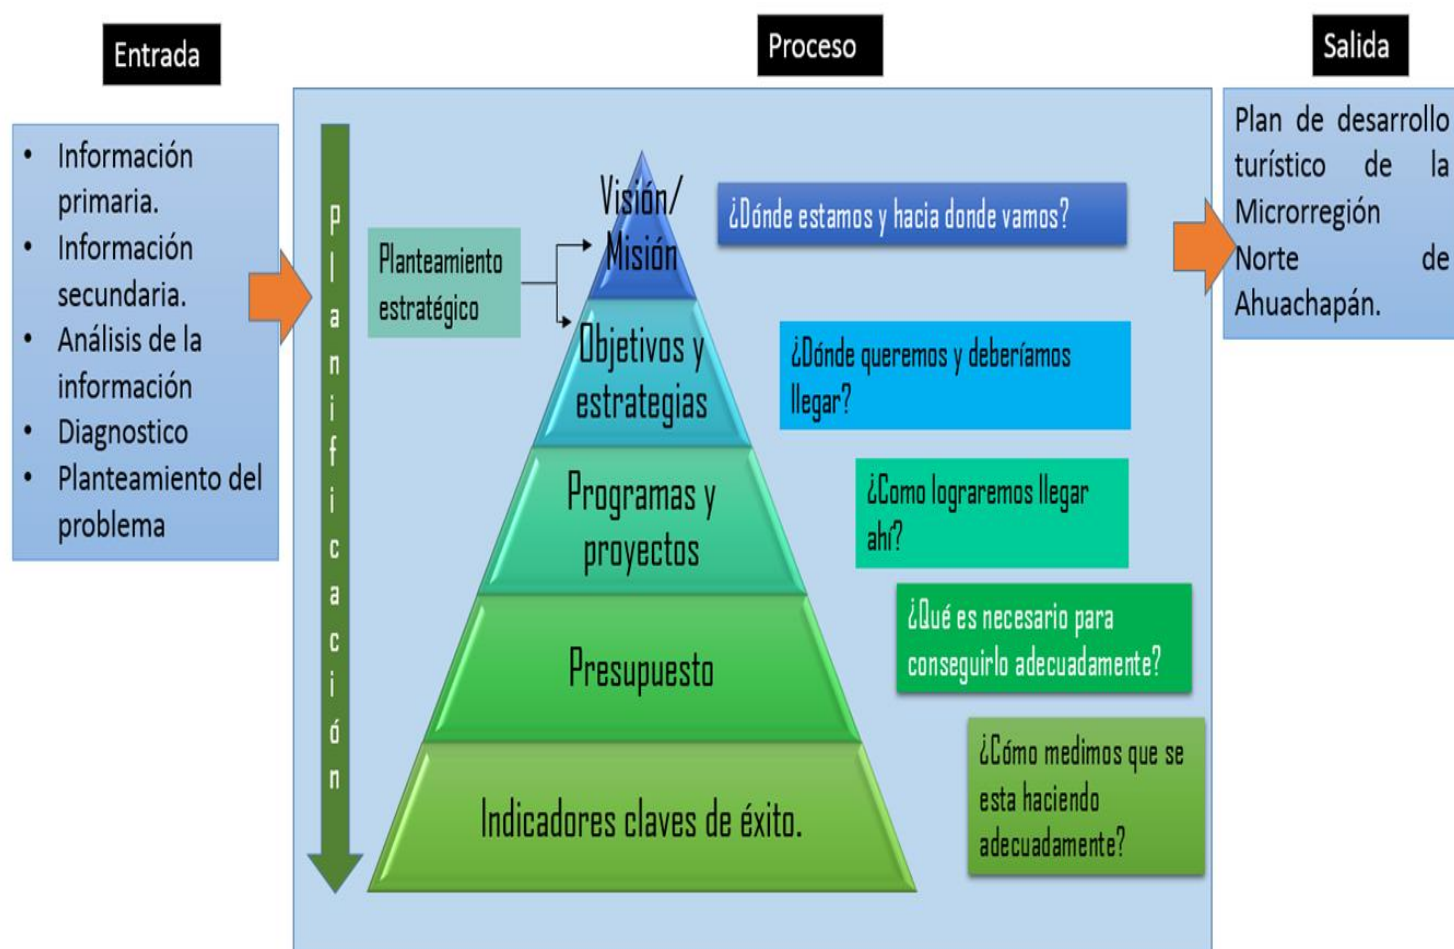 Entrada
Proceso
Salida
• Información
primaria.
• Información
secundaria.
• Análisis de la
información
• Diagnostico
• Planteamiento del
problema
Planificación
Planteamiento
estratégico
Visión/
Misión
¿Dónde estamos y hacia donde vamos?
Objetivos y
estrategias
¿Dónde queremos y deberíamos
llegar?
Programas y
proyectos
¿Como lograremos llegar
ahí?
Presupuesto
¿Qué es necesario para
conseguirlo adecuadamente?
Indicadores claves de éxito.
¿Cómo medimos que se
esta haciendo
adecuadamente?
Plan de desarrollo
turístico de la
Microrregión
Norte de
Ahuachapán.